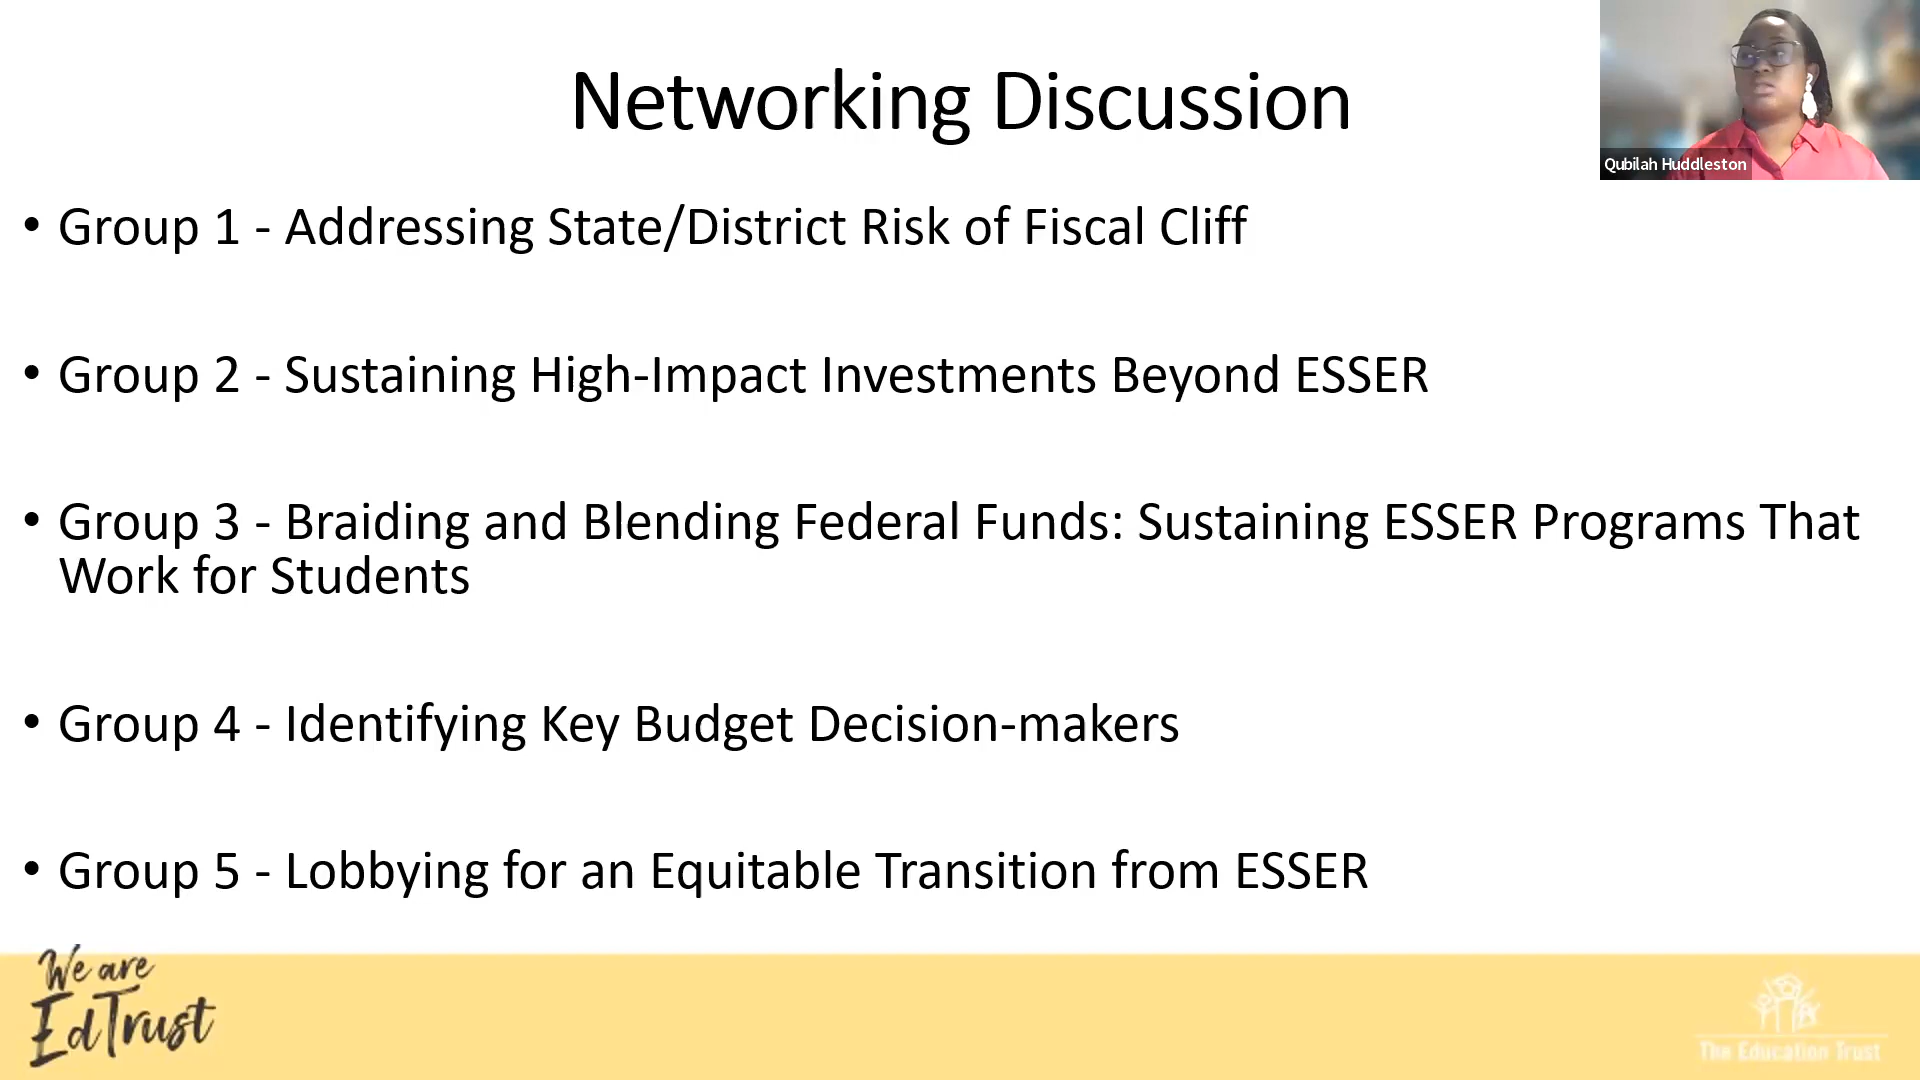 Networking Discussion
Qubilah Huddleston
• Group 1 - Addressing State/District Risk of Fiscal Cliff
• Group 2 - Sustaining High-Impact Investments Beyond ESSER
• Group 3 - Braiding and Blending Federal Funds: Sustaining ESSER Programs That
Work for Students
• Group 4 - Identifying Key Budget Decision-makers
• Group 5 - Lobbying for an Equitable Transition from ESSER
We are
EdTrust
The Education Trust